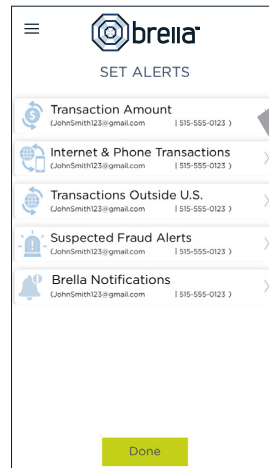 brella
SET ALERTS
Transaction Amount
(JohnSmith123@gmail.com | 515-555-0123 )
Internet & Phone Transactions
(JohnSmith123@gmail.com | 515-555-0123 )
Transactions Outside U.S.
(JohnSmith123@gmail.com | 515-555-0123 )
Suspected Fraud Alerts
(JohnSmith123@gmail.com | 515-555-0123 )
Brella Notifications
(JohnSmith123@gmail.com | 515-555-0123 )
Done